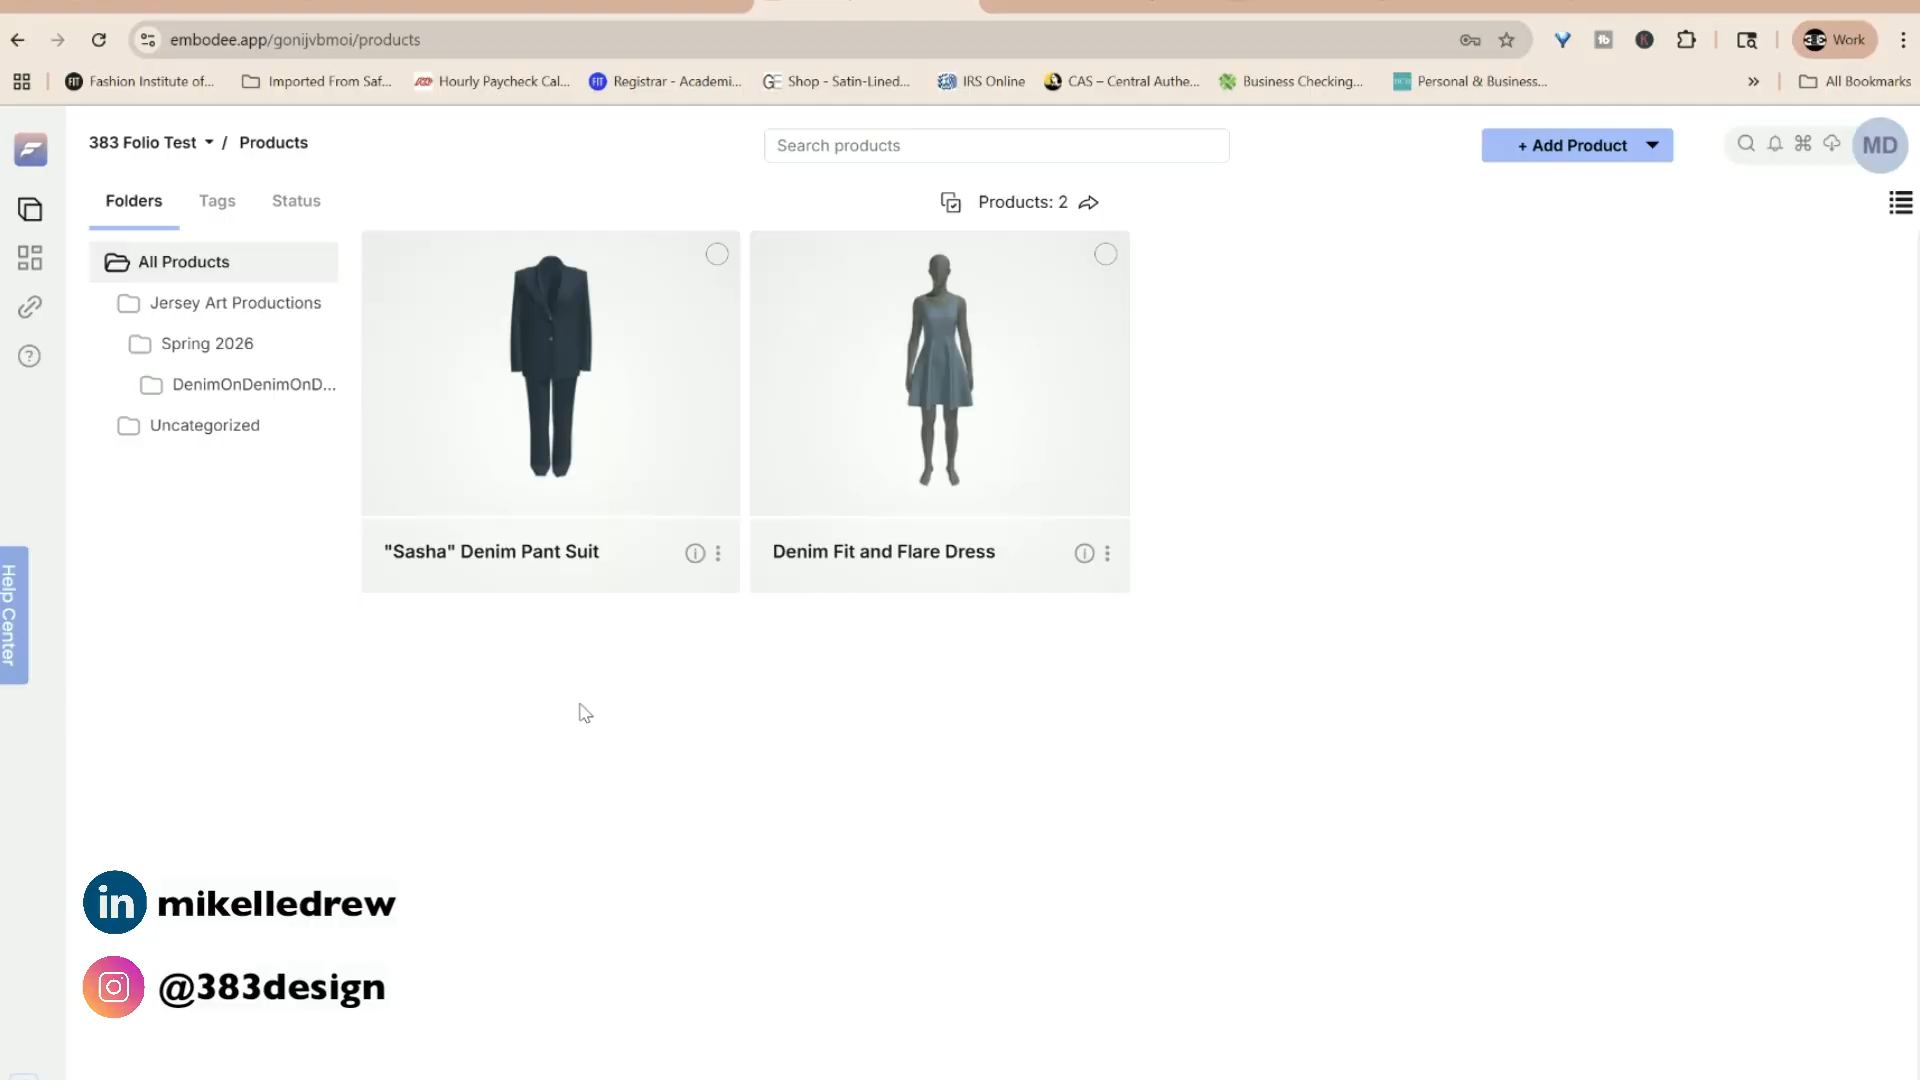 embodee.app/gonijvbmoi/products
Work
Fashion Institute of...
Imported From Saf...
Hourly Paycheck Cal...
Registrar - Academi...
Shop - Satin-Lined...
IRS Online
CAS – Central Authe...
Business Checking...
Personal & Business...
»
All Bookmarks
383 Folio Test / Products
Search products
+ Add Product
MD
Folders
Tags
Status
Products: 2
All Products
Jersey Art Productions
Spring 2026
DenimOnDenimOnD...
Uncategorized
"Sasha" Denim Pant Suit
Denim Fit and Flare Dress
Help Center
in mikelledrew
@383design